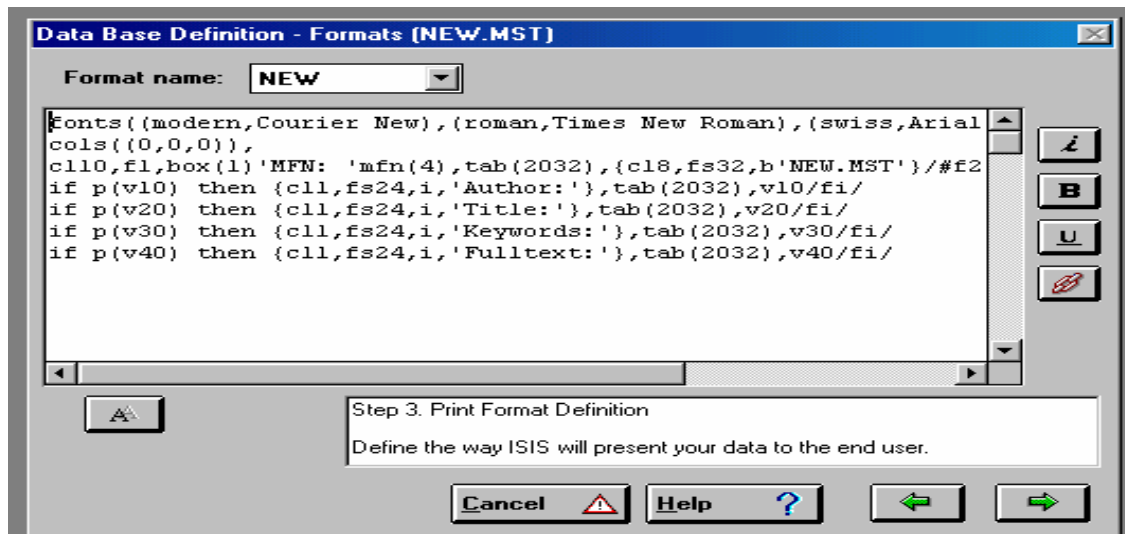 Data Base Definition - Formats (NEW.MST)
Format name: NEW
fonts((modern,Courier New),(roman,Times New Roman),(swiss,Arial
cols((0,0,0)),
cl10,f1,box(1)'MFN: 'mfn(4),tab(2032),{cl8,fs32,b'NEW.MST'}/#f2
if p(v10) then {cl1,fs24,i,'Author:'},tab(2032),v10/fi/
if p(v20) then {cl1,fs24,i,'Title:'},tab(2032),v20/fi/
if p(v30) then {cl1,fs24,i,'Keywords:'},tab(2032),v30/fi/
if p(v40) then {cl1,fs24,i,'Fulltext:'},tab(2032),v40/fi/
i
B
U
A
Step 3. Print Format Definition
Define the way ISIS will present your data to the end user.
Cancel Help ?